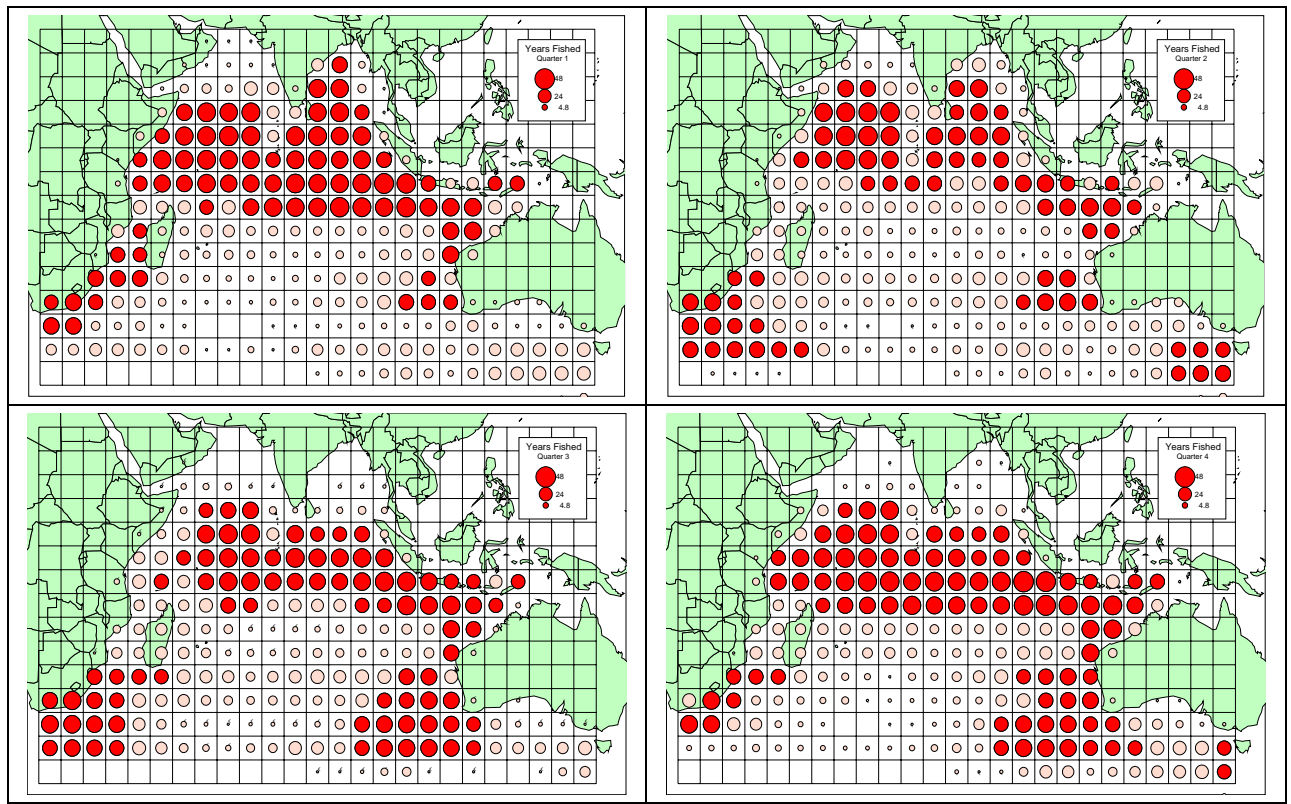 Years Fished
Quarter 1
48
24
4.8
Years Fished
Quarter 2
48
24
4.8
Years Fished
Quarter 3
48
24
4.8
Years Fished
Quarter 4
48
24
4.8